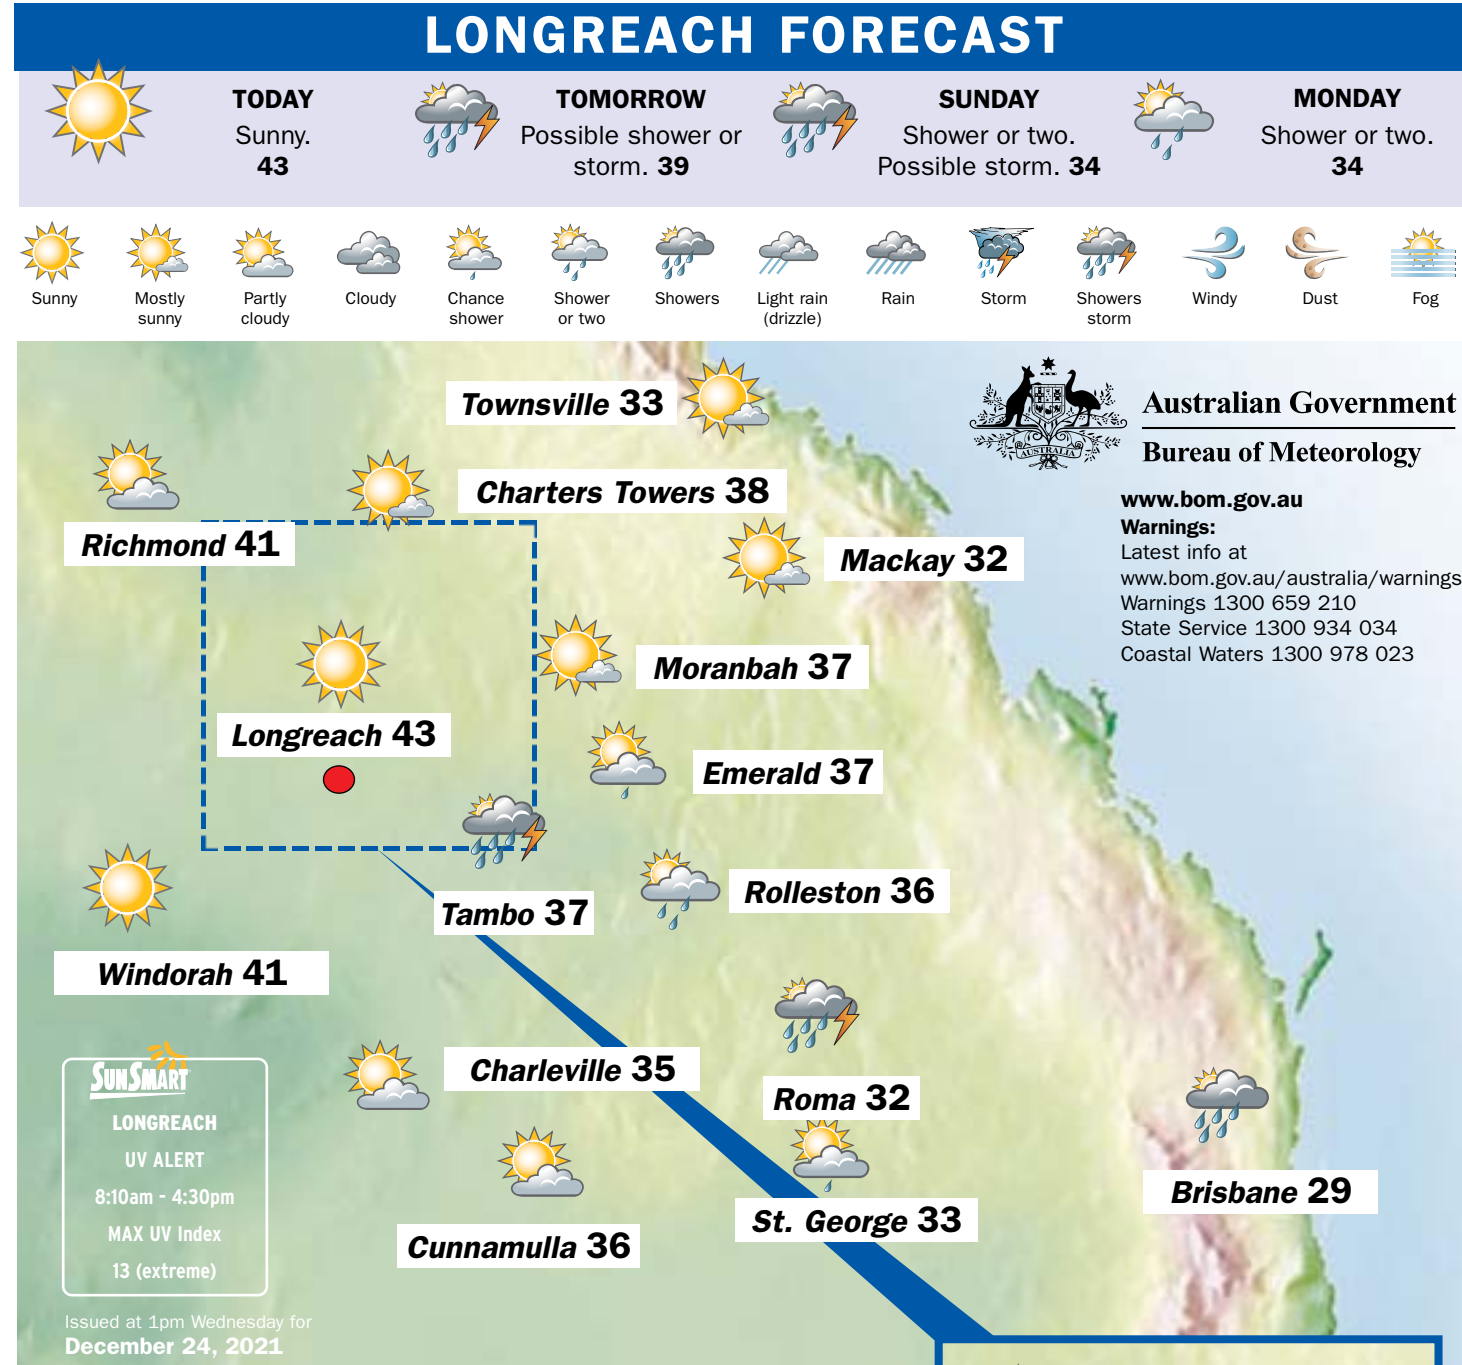 LONGREACH FORECAST
TODAY
Sunny.
43
TOMORROW
Possible shower or
storm. 39
SUNDAY
Shower or two.
Possible storm. 34
MONDAY
Shower or two.
34
Sunny
Mostly
sunny
Partly
cloudy
Cloudy
Chance
shower
Shower
or two
Showers
Light rain
(drizzle)
Rain
Storm
Showers
storm
Windy
Dust
Fog
Townsville 33
Charters Towers 38
Richmond 41
Mackay 32
Moranbah 37
Longreach 43
Emerald 37
Rolleston 36
Tambo 37
Windorah 41
Charleville 35
Roma 32
Brisbane 29
St. George 33
Cunnamulla 36
AUSTRALIA
Australian Government
Bureau of Meteorology
www.bom.gov.au
Warnings:
Latest info at
www.bom.gov.au/australia/warnings
Warnings 1300 659 210
State Service 1300 934 034
Coastal Waters 1300 978 023
SUNSMART
LONGREACH
UV ALERT
8:10am - 4:30pm
MAX UV Index
13 (extreme)
Issued at 1pm Wednesday for
December 24, 2021